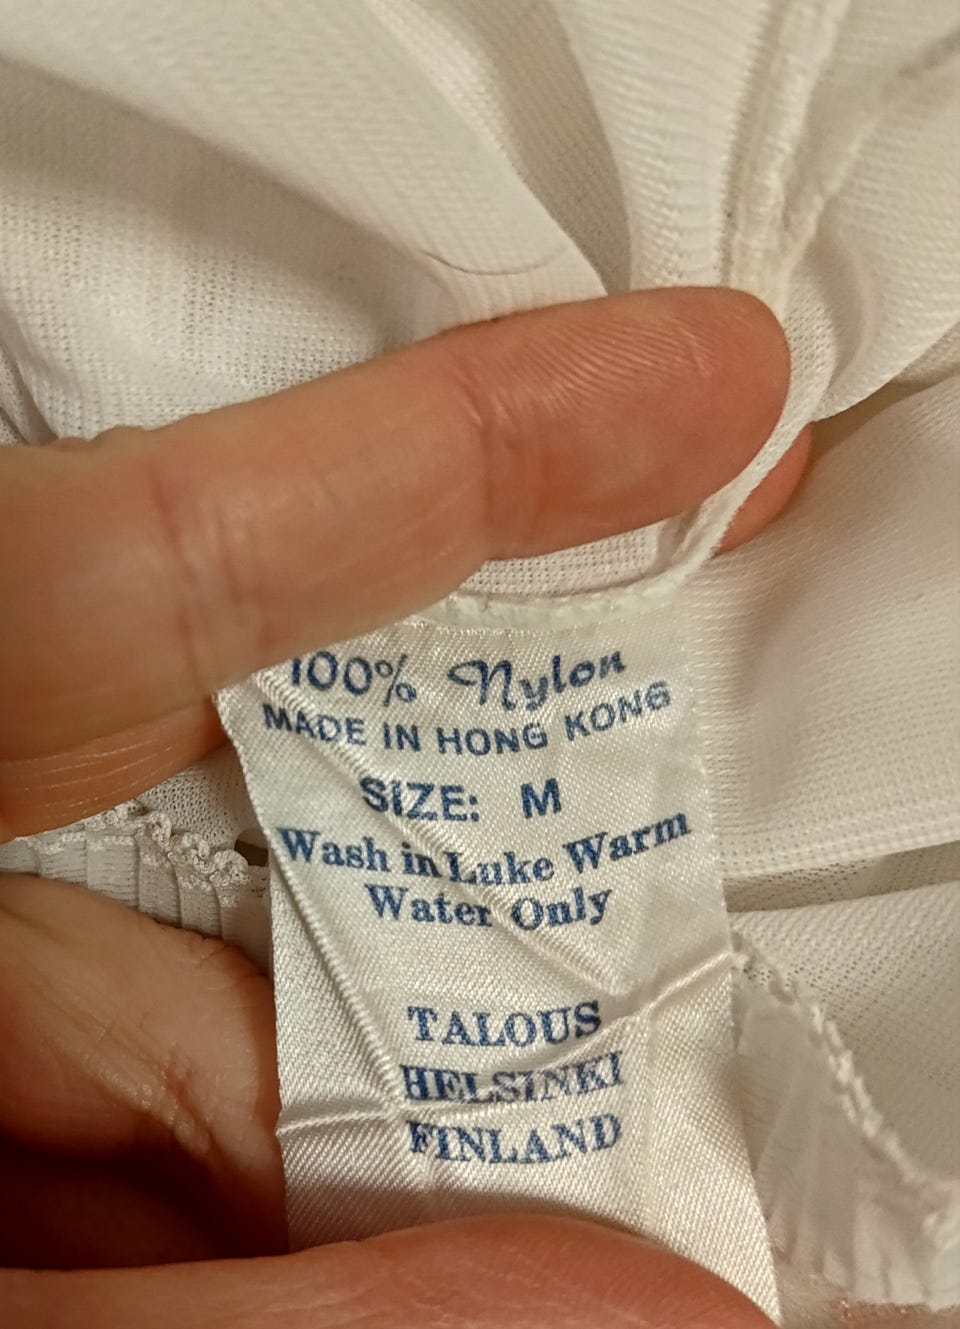 100% Nylon
MADE IN HONG KONG
SIZE: M
Wash in Luke Warm
Water Only
TALOUS
HELSINKI
FINLAND